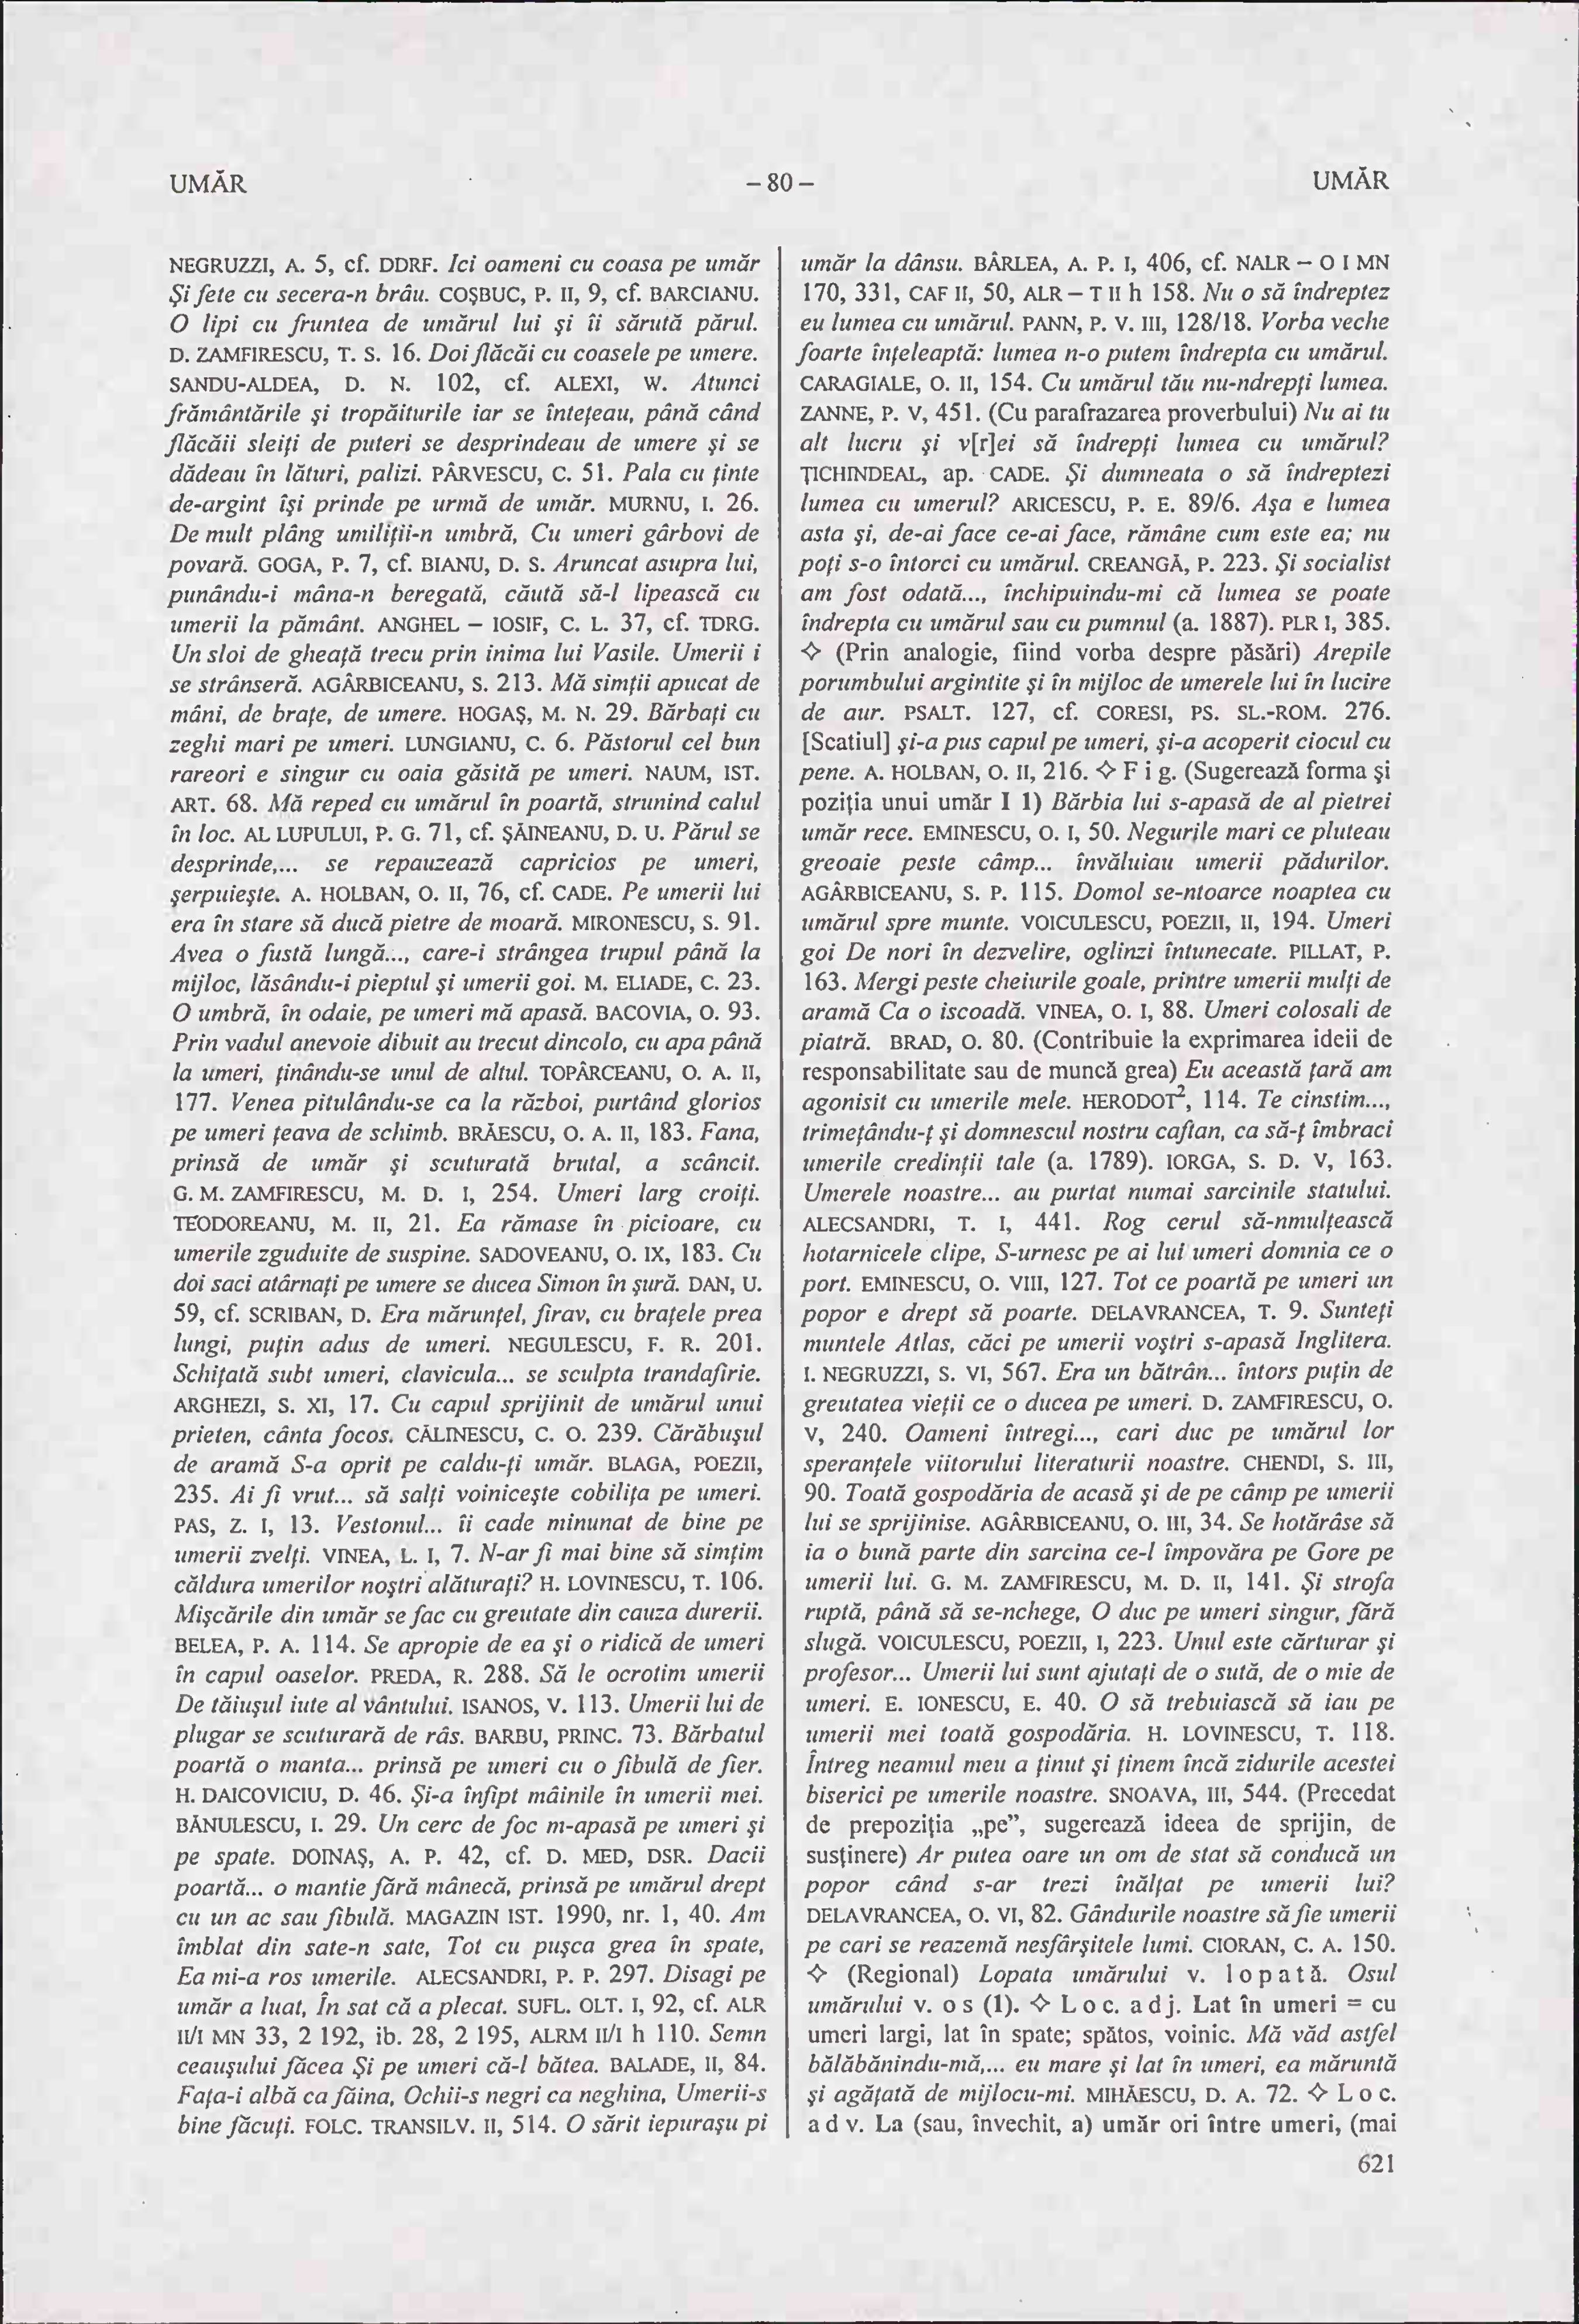 UMĂR
– 80 –
UMĂR
NEGRUZZI, A. 5, cf. DDRF. Ici oameni cu coasa pe umăr
Şi fete cu secera-n brâu. COŞBUC, P. II, 9, cf. BARCIANU.
O lipi cu fruntea de umărul lui şi îi sărută părul.
D. ZAMFIRESCU, T. S. 16. Doi flăcăi cu coasele pe umere.
SANDU-ALDEA, D. N. 102, cf. ALEXI, W. Atunci
frământările şi tropăiturile iar se înteţeau, până când
flăcăii sleiţi de puteri se desprindeau de umere şi se
dădeau în lături, palizi. PÂRVESCU, C. 51. Pala cu ţinte
de-argint îşi prinde pe urmă de umăr. MURNU, I. 26.
De mult plâng umiliţii-n umbră, Cu umeri gârbovi de
povară. GOGA, P. 7, cf. BIANU, D. S. Aruncat asupra lui,
punându-i mâna-n beregată, căută să-l lipească cu
umerii la pământ. ANGHEL – IOSIF, C. L. 37, cf. TDRG.
Un sloi de gheaţă trecu prin inima lui Vasile. Umerii i
se strânseră. AGÂRBICEANU, S. 213. Mă simţii apucat de
mâni, de braţe, de umere. HOGAŞ, M. N. 29. Bărbaţi cu
zeghi mari pe umeri. LUNGIANU, C. 6. Păstorul cel bun
rareori e singur cu oaia găsită pe umeri. NAUM, IST.
ART. 68. Mă reped cu umărul în poartă, strunind calul
în loc. AL LUPULUI, P. G. 71, cf. ŞĂINEANU, D. U. Părul se
desprinde,... se repauzează capricios pe umeri,
şerpuieşte. A. HOLBAN, O. II, 76, cf. CADE. Pe umerii lui
era în stare să ducă pietre de moară. MIRONESCU, S. 91.
Avea o fustă lungă..., care-i strângea trupul până la
mijloc, lăsându-i pieptul şi umerii goi. M. ELIADE, C. 23.
O umbră, în odaie, pe umeri mă apasă. BACOVIA, O. 93.
Prin vadul anevoie dibuit au trecut dincolo, cu apa până
la umeri, ţinându-se unul de altul. TOPÂRCEANU, O. A. II,
177. Venea pitulându-se ca la război, purtând glorios
pe umeri ţeava de schimb. BRĂESCU, O. A. II, 183. Fana,
prinsă de umăr şi scuturată brutal, a scâncit.
G. M. ZAMFIRESCU, M. D. I, 254. Umeri larg croiţi.
TEODOREANU, M. II, 21. Ea rămase în picioare, cu
umerile zguduite de suspine. SADOVEANU, O. IX, 183. Cu
doi saci atârnaţi pe umere se ducea Simon în şură. DAN, U.
59, cf. SCRIBAN, D. Era mărunţel, firav, cu braţele prea
lungi, puţin adus de umeri. NEGULESCU, F. R. 201.
Schiţată subt umeri, clavicula... se sculpta trandafirie.
ARGHEZI, S. XI, 17. Cu capul sprijinit de umărul unui
prieten, cânta focos. CĂLINESCU, C. O. 239. Cărăbuşul
de aramă S-a oprit pe caldu-ţi umăr. BLAGA, POEZII,
235. Ai fi vrut... să salţi voiniceşte cobiliţa pe umeri.
PAS, Z. I, 13. Vestonul... îi cade minunat de bine pe
umerii zvelţi. VINEA, L. I, 7. N-ar fi mai bine să simţim
căldura umerilor noştri alăturaţi? H. LOVINESCU, T. 106.
Mişcările din umăr se fac cu greutate din cauza durerii.
BELEA, P. A. 114. Se apropie de ea şi o ridică de umeri
în capul oaselor. PREDA, R. 288. Să le ocrotim umerii
De tăiuşul iute al vântului. ISANOS, V. 113. Umerii lui de
plugar se scuturară de râs. BARBU, PRINC. 73. Bărbatul
poartă o manta... prinsă pe umeri cu o fibulă de fier.
H. DAICOVICIU, D. 46. Şi-a înfipt mâinile în umerii mei.
BĂNULESCU, I. 29. Un cerc de foc m-apasă pe umeri şi
pe spate. DOINAŞ, A. P. 42, cf. D. MED, DSR. Dacii
poartă... o mantie fără mânecă, prinsă pe umărul drept
cu un ac sau fibulă. MAGAZIN IST. 1990, nr. 1, 40. Am
îmblat din sate-n sate, Tot cu puşca grea în spate,
Ea mi-a ros umerile. ALECSANDRI, P. P. 297. Disagi pe
umăr a luat, În sat că a plecat. SUFL. OLT. I, 92, cf. ALR
II/I MN 33, 2 192, ib. 28, 2 195, ALRM II/I h 110. Semn
ceauşului făcea Şi pe umeri că-l bătea. BALADE, II, 84.
Faţa-i albă ca făina, Ochii-s negri ca neghina, Umerii-s
bine făcuţi. FOLC. TRANSILV. II, 514. O sărit iepuraşu pi
umăr la dânsu. BÂRLEA, A. P. I, 406, cf. NALR – O I MN
170, 331, CAF II, 50, ALR – T II h 158. Nu o să îndreptez
eu lumea cu umărul. PANN, P. V. III, 128/18. Vorba veche
foarte înţeleaptă: lumea n-o putem îndrepta cu umărul.
CARAGIALE, O. II, 154. Cu umărul tău nu-ndrepţi lumea.
ZANNE, P. V, 451. (Cu parafrazarea proverbului) Nu ai tu
alt lucru şi v[r]ei să îndrepţi lumea cu umărul?
ŢICHINDEAL, ap. CADE. Şi dumneata o să îndreptezi
lumea cu umerul? ARICESCU, P. E. 89/6. Aşa e lumea
asta şi, de-ai face ce-ai face, rămâne cum este ea; nu
poţi s-o întorci cu umărul. CREANGĂ, P. 223. Şi socialist
am fost odată..., închipuindu-mi că lumea se poate
îndrepta cu umărul sau cu pumnul (a. 1887). PLR I, 385.
◇ (Prin analogie, fiind vorba despre păsări) Arepile
porumbului argintite şi în mijloc de umerele lui în lucire
de aur. PSALT. 127, cf. CORESI, PS. SL.-ROM. 276.
[Scatiul] şi-a pus capul pe umeri, şi-a acoperit ciocul cu
pene. A. HOLBAN, O. II, 216. ◇ F i g. (Sugerează forma şi
poziţia unui umăr I 1) Bărbia lui s-apasă de al pietrei
umăr rece. EMINESCU, O. I, 50. Negurile mari ce pluteau
greoaie peste câmp... învăluiau umerii pădurilor.
AGÂRBICEANU, S. P. 115. Domol se-ntoarce noaptea cu
umărul spre munte. VOICULESCU, POEZII, II, 194. Umeri
goi De nori în dezvelire, oglinzi întunecate. PILLAT, P.
163. Mergi peste cheiurile goale, printre umerii mulţi de
aramă Ca o iscoadă. VINEA, O. I, 88. Umeri colosali de
piatră. BRAD, O. 80. (Contribuie la exprimarea ideii de
responsabilitate sau de muncă grea) Eu această ţară am
agonisit cu umerile mele. HERODOT², 114. Te cinstim...,
trimeţându-ţ şi domnescul nostru caftan, ca să-ţ îmbraci
umerile credinţii tale (a. 1789). IORGA, S. D. V, 163.
Umerele noastre... au purtat numai sarcinile statului.
ALECSANDRI, T. I, 441. Rog cerul să-nmulţească
hotarnicele clipe, S-urnesc pe ai lui umeri domnia ce o
port. EMINESCU, O. VIII, 127. Tot ce poartă pe umeri un
popor e drept să poarte. DELAVRANCEA, T. 9. Sunteţi
muntele Atlas, căci pe umerii voştri s-apasă Inglitera.
I. NEGRUZZI, S. VI, 567. Era un bătrân... întors puţin de
greutatea vieţii ce o ducea pe umeri. D. ZAMFIRESCU, O.
V, 240. Oameni întregi..., cari duc pe umărul lor
speranţele viitorului literaturii noastre. CHENDI, S. III,
90. Toată gospodăria de acasă şi de pe câmp pe umerii
lui se sprijinise. AGÂRBICEANU, O. III, 34. Se hotărâse să
ia o bună parte din sarcina ce-l împovăra pe Gore pe
umerii lui. G. M. ZAMFIRESCU, M. D. II, 141. Şi strofa
ruptă, până să se-nchege, O duc pe umeri singur, fără
slugă. VOICULESCU, POEZII, I, 223. Unul este cărturar şi
profesor... Umerii lui sunt ajutaţi de o sută, de o mie de
umeri. E. IONESCU, E. 40. O să trebuiască să iau pe
umerii mei toată gospodăria. H. LOVINESCU, T. 118.
Întreg neamul meu a ţinut şi ţinem încă zidurile acestei
biserici pe umerile noastre. SNOAVA, III, 544. (Precedat
de prepoziţia „pe”, sugerează ideea de sprijin, de
susţinere) Ar putea oare un om de stat să conducă un
popor când s-ar trezi înălţat pe umerii lui?
DELAVRANCEA, O. VI, 82. Gândurile noastre să fie umerii
pe cari se reazemă nesfârşitele lumi. CIORAN, C. A. 150.
◇ (Regional) Lopata umărului v. l o p a t ă. Osul
umărului v. o s (1). ◇ L o c. a d j. Lat în umeri = cu
umeri largi, lat în spate; spătos, voinic. Mă văd astfel
bălăbănindu-mă,... eu mare şi lat în umeri, ea măruntă
şi agăţată de mijlocu-mi. MIHĂESCU, D. A. 72. ◇ L o c.
a d v. La (sau, învechit, a) umăr ori între umeri, (mai
621